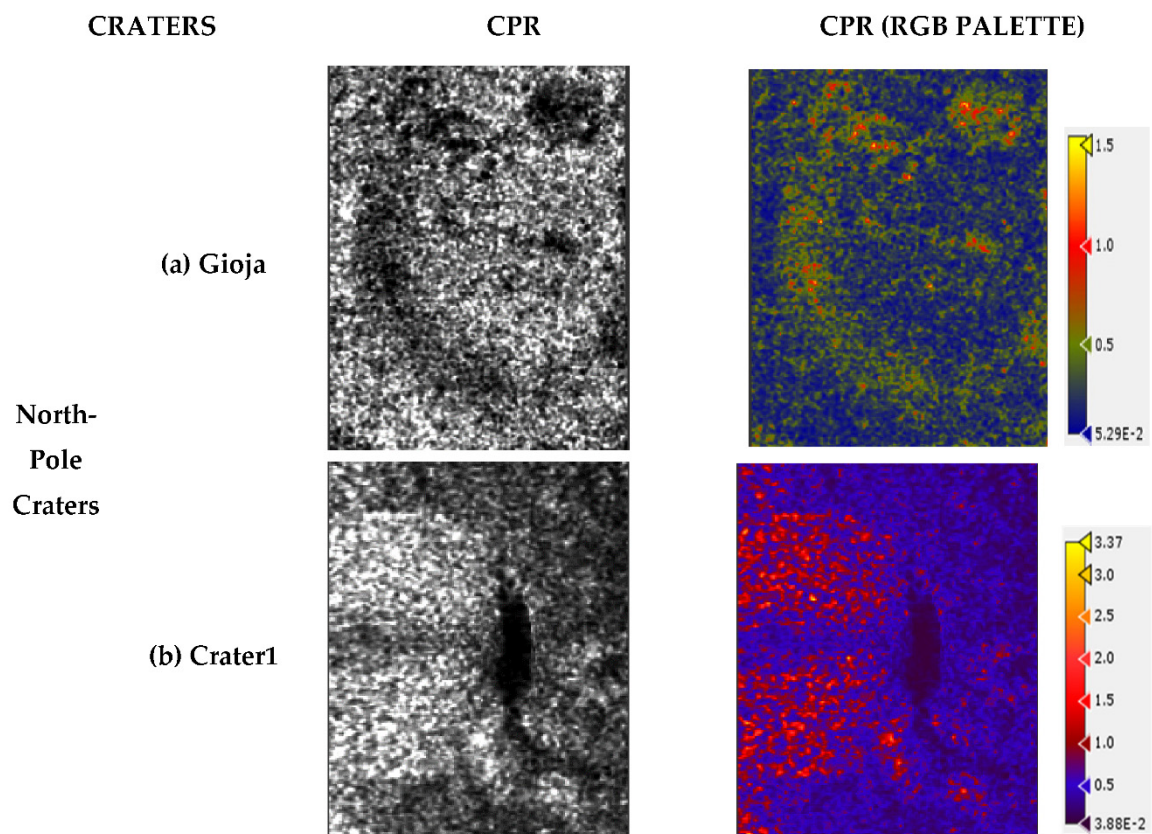 CRATERS
CPR
CPR (RGB PALETTE)
(a) Gioja
1.5
1.0
0.5
5.29E-2
North-
Pole
Craters
(b) Crater1
3.37
3.0
2.5
2.0
1.5
1.0
0.5
3.88E-2